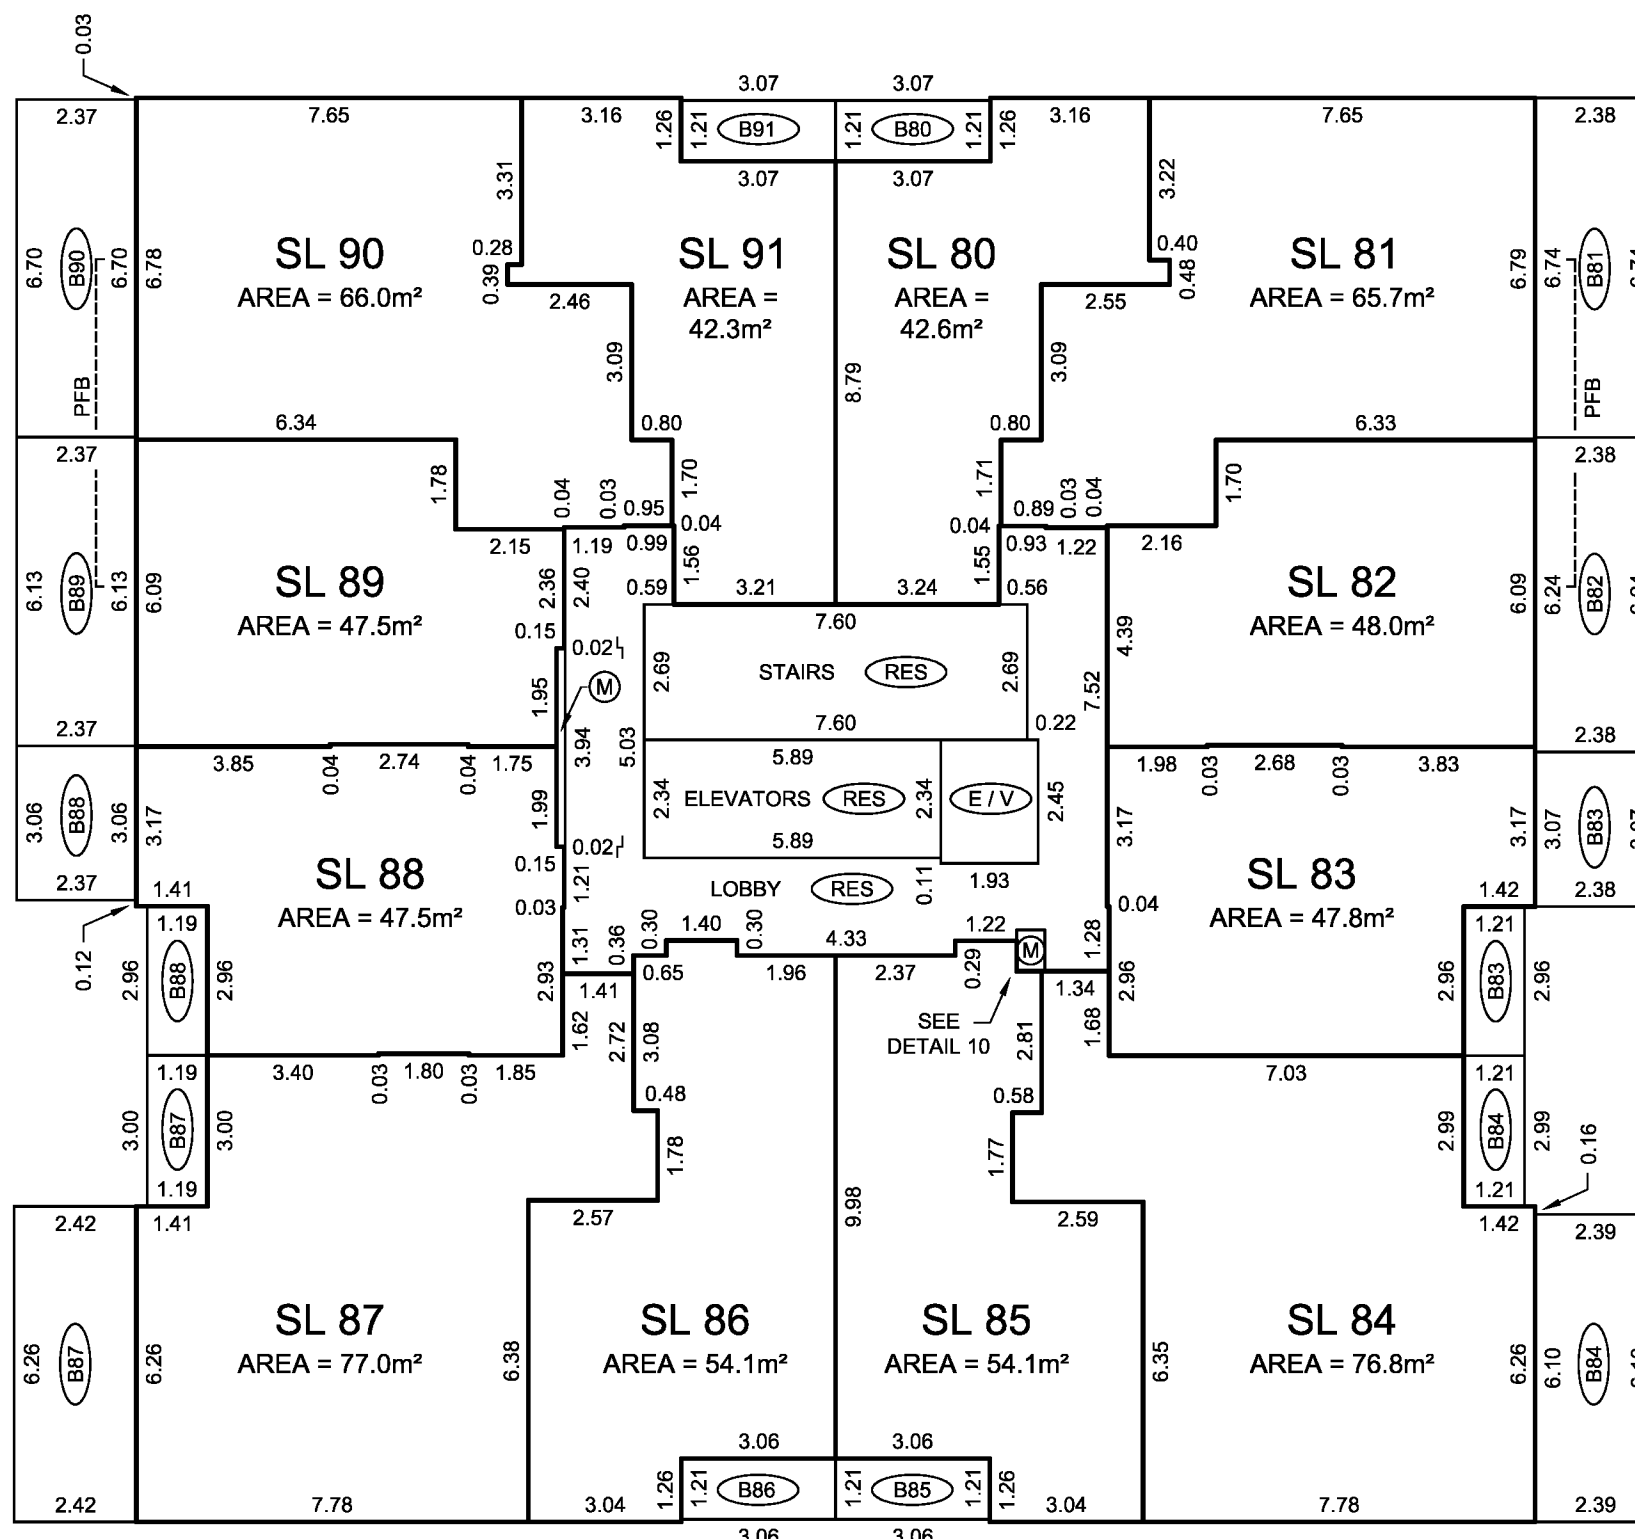 0.03
3.07 3.07
2.37 7.65 3.16 1.26 1.21 B91 1.21 B80 1.21 1.26 3.16 7.65 2.38
3.07 3.07
3.31 3.22
6.70 B90 6.70 6.78 SL 90 0.28 SL 91 SL 80 0.40 SL 81 6.79 6.74 B81
AREA = 66.0m² 0.39 AREA = AREA = 0.48 AREA = 65.7m²
2.46 42.3m² 42.6m² 2.55
3.09 8.79 3.09
PFB PFB
6.34 0.80 0.80 6.33
2.37 2.38
1.78 0.04 0.03 0.95 1.70 1.71 0.89 0.03 0.04 1.70
0.04 0.04
2.15 1.19 0.99 1.56 1.55 0.93 1.22 2.16
6.13 B89 6.13 6.09 SL 89 2.36 2.40 0.59 3.21 3.24 0.56 SL 82 6.09 6.24 B82
AREA = 47.5m² 0.15 7.60 4.39 AREA = 48.0m²
0.02
2.69 STAIRS RES 2.69
1.95 M 7.52
2.37 7.60 0.22 2.38
3.85 0.04 2.74 0.04 1.75 3.94 5.03 5.89 1.98 0.03 2.68 0.03 3.83
3.06 B88 3.06 3.17 1.99 2.34 ELEVATORS RES 2.34 E / V 2.45 3.17 3.17 3.07 B83
0.02 5.89
2.37 1.41 SL 88 0.15 1.21 LOBBY RES 0.11 1.93 SL 83 1.42 2.38
AREA = 47.5m² 0.03 0.04 AREA = 47.8m²
0.12 1.19 1.31 0.36 0.30 1.40 0.30 4.33 1.22 M 1.28 1.21
2.96 B88 2.96 2.93 1.41 0.65 1.96 2.37 0.29 1.34 2.96 2.96 B83 2.96
1.62 2.72 3.08 SEE 2.81 1.68
DETAIL 10
1.19 3.40 0.03 1.80 0.03 1.85 7.03 1.21
0.48 0.58
3.00 B87 3.00 1.78 1.77 2.99 B84 2.99 0.16
1.19 1.21
2.42 1.41 2.57 9.98 2.59 1.42 2.39
SL 87 SL 86 SL 85 SL 84
6.26 B87 6.26 AREA = 77.0m² 6.38 AREA = 54.1m² AREA = 54.1m² 6.35 AREA = 76.8m² 6.26 6.10 B84
3.06 3.06
2.42 7.78 3.04 1.26 1.21 B86 1.21 B85 1.21 1.26 3.04 7.78 2.39
3.06 3.06